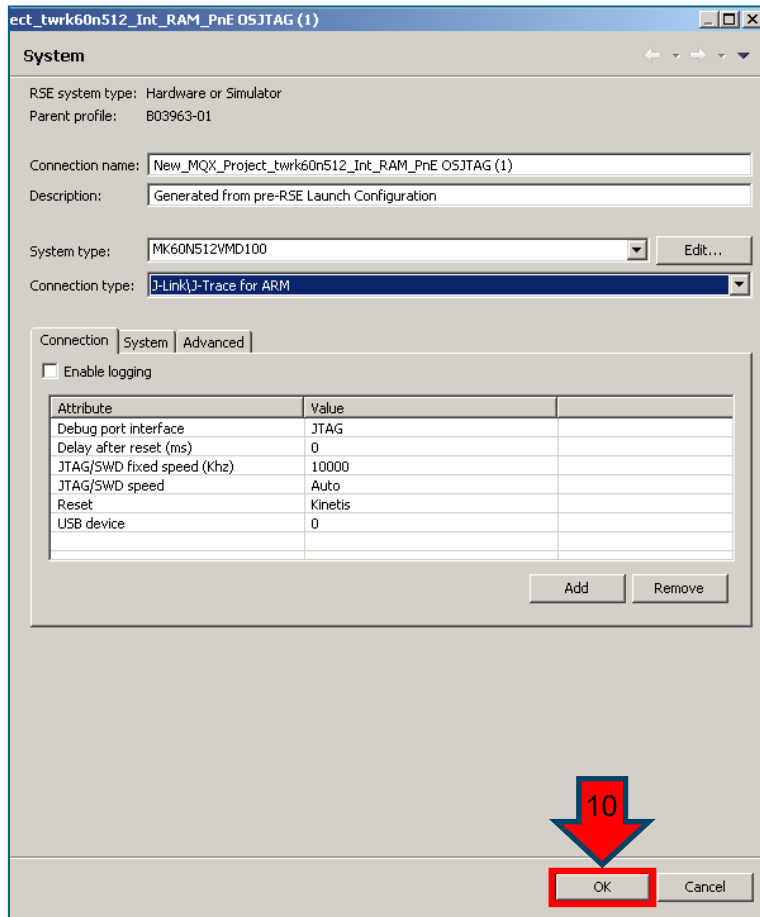 ect_twrk60n512_Int_RAM_PnE OSJTAG (1)
System
RSE system type: Hardware or Simulator
Parent profile: B03963-01
Connection name: New_MQX_Project_twrk60n512_Int_RAM_PnE OSJTAG (1)
Description: Generated from pre-RSE Launch Configuration
System type: MK60N512VMD100 Edit...
Connection type: J-Link\J-Trace for ARM
Connection System Advanced
Enable logging
Attribute Value
Debug port interface JTAG
Delay after reset (ms) 0
JTAG/SWD fixed speed (Khz) 10000
JTAG/SWD speed Auto
Reset Kinetis
USB device 0
Add Remove
10
OK Cancel